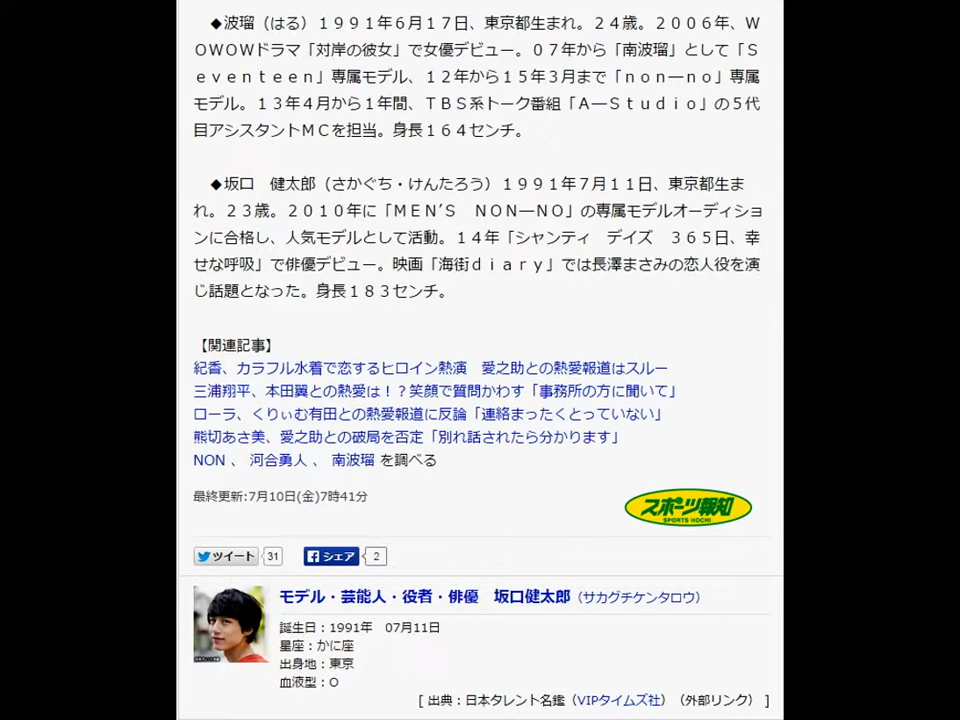 ◆波瑠（はる）１９９１年６月１７日、東京都生まれ。２４歳。２００６年、Ｗ
ＯＷＯＷドラマ「対岸の彼女」で女優デビュー。０７年から「南波瑠」として「Ｓ
ｅｖｅｎｔｅｅｎ」専属モデル、１２年から１５年３月まで「ｎｏｎ―ｎｏ」専属
モデル。１３年４月から１年間、ＴＢＳ系トーク番組「Ａ―Ｓｔｕｄｉｏ」の５代
目アシスタントＭＣを担当。身長１６４センチ。
◆坂口　健太郎（さかぐち・けんたろう）１９９１年７月１１日、東京都生ま
れ。２３歳。２０１０年に「ＭＥＮ’Ｓ　ＮＯＮ―ＮＯ」の専属モデルオーディショ
ンに合格し、人気モデルとして活動。１４年「シャンティ　デイズ　３６５日、幸
せな呼吸」で俳優デビュー。映画「海街ｄｉａｒｙ」では長澤まさみの恋人役を演
じ話題となった。身長１８３センチ。
【関連記事】
紀香、カラフル水着で恋するヒロイン熱演　愛之助との熱愛報道はスルー
三浦翔平、本田翼との熱愛は！？笑顔で質問かわす「事務所の方に聞いて」
ローラ、くりぃむ有田との熱愛報道に反論「連絡まったくとっていない」
熊切あさ美、愛之助との破局を否定「別れ話されたら分かります」
NON 、 河合勇人 、 南波瑠 を調べる
最終更新:7月10日(金)7時41分
スポーツ報知
SPORTS HOCHI
ツイート 31 シェア 2
モデル・芸能人・役者・俳優　坂口健太郎（サカグチケンタロウ）
誕生日：1991年　07月11日
星座：かに座
出身地：東京
血液型：O
[ 出典：日本タレント名鑑（VIPタイムズ社）（外部リンク） ]